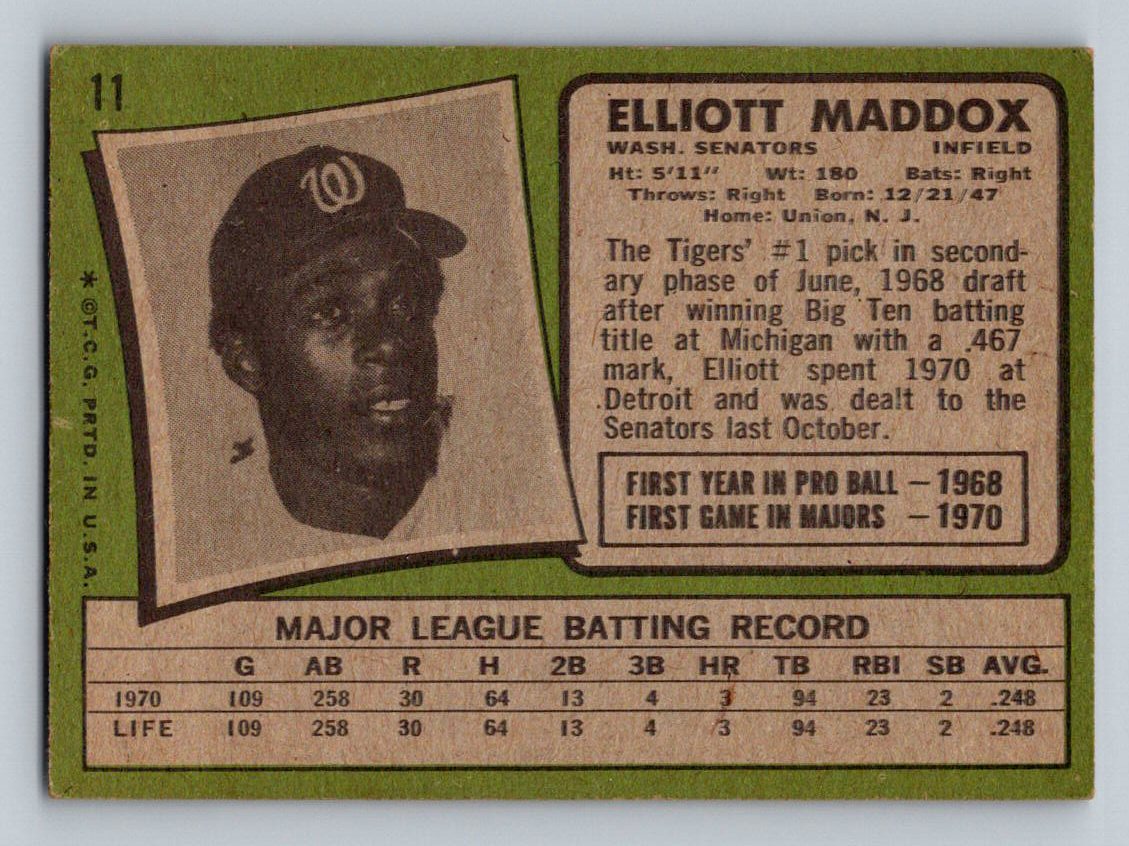 11
W
* ©T.C.G. PRTD. IN U.S.A.
ELLIOTT MADDOX
WASH. SENATORS INFIELD
Ht: 5'11" Wt: 180 Bats: Right
Throws: Right Born: 12/21/47
Home: Union, N. J.
The Tigers' #1 pick in second-
ary phase of June, 1968 draft
after winning Big Ten batting
title at Michigan with a .467
mark, Elliott spent 1970 at
Detroit and was dealt to the
Senators last October.
FIRST YEAR IN PRO BALL — 1968
FIRST GAME IN MAJORS — 1970
MAJOR LEAGUE BATTING RECORD
G AB R H 2B 3B HR TB RBI SB AVG.
1970 109 258 30 64 13 4 3 94 23 2 .248
LIFE 109 258 30 64 13 4 3 94 23 2 .248